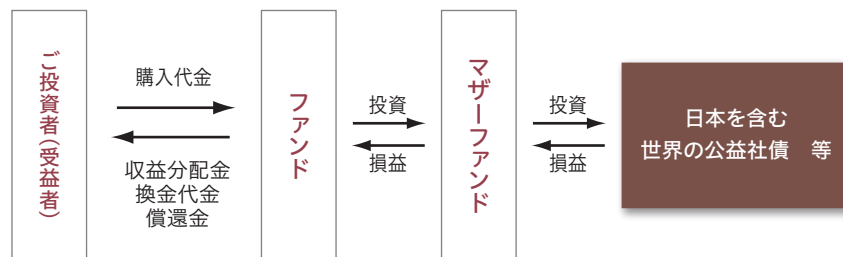 ご投資者(受益者)
購入代金
収益分配金
換金代金
償還金
ファンド
投資
損益
マザーファンド
投資
損益
日本を含む
世界の公益社債　等